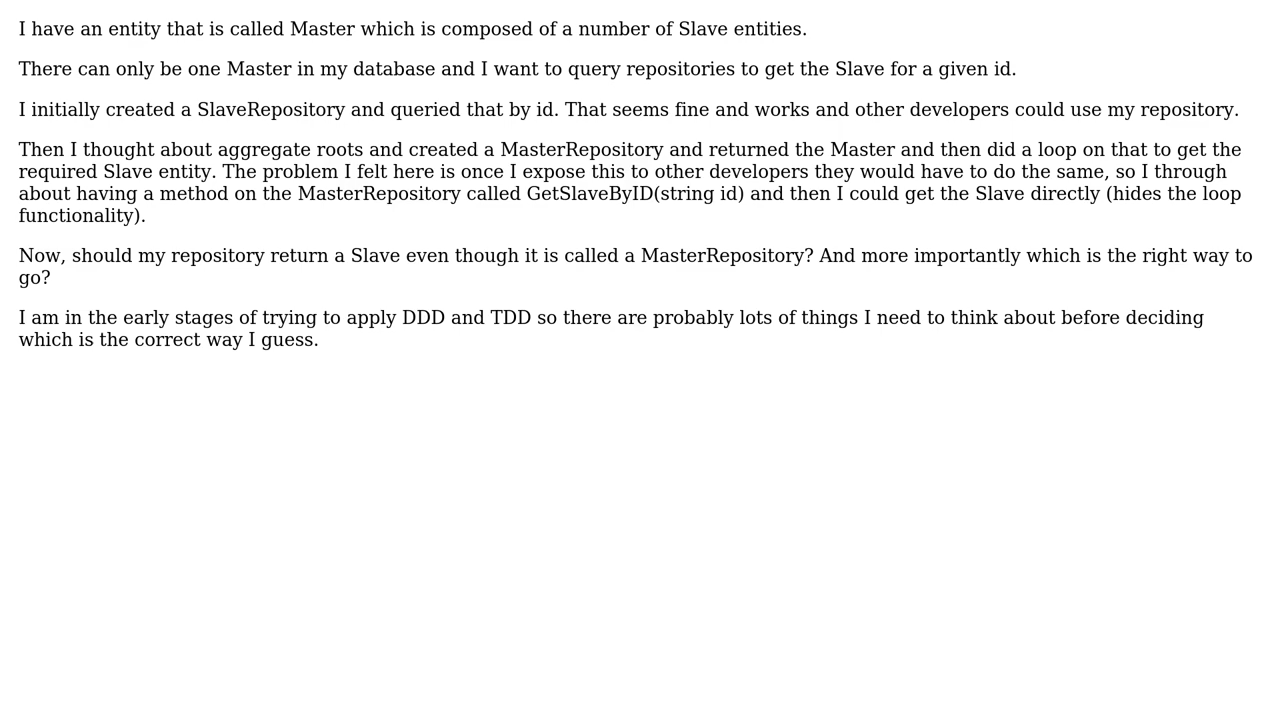 I have an entity that is called Master which is composed of a number of Slave entities.
There can only be one Master in my database and I want to query repositories to get the Slave for a given id.
I initially created a SlaveRepository and queried that by id. That seems fine and works and other developers could use my repository.
Then I thought about aggregate roots and created a MasterRepository and returned the Master and then did a loop on that to get the
required Slave entity. The problem I felt here is once I expose this to other developers they would have to do the same, so I through
about having a method on the MasterRepository called GetSlaveByID(string id) and then I could get the Slave directly (hides the loop
functionality).
Now, should my repository return a Slave even though it is called a MasterRepository? And more importantly which is the right way to
go?
I am in the early stages of trying to apply DDD and TDD so there are probably lots of things I need to think about before deciding
which is the correct way I guess.